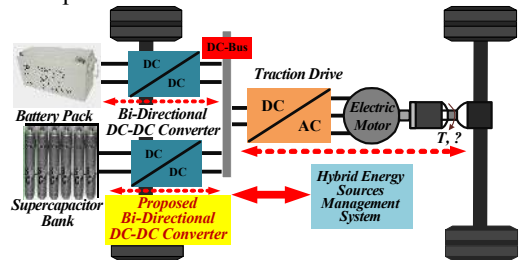 DC-Bus
DC
DC
Traction Drive
Battery Pack
Bi-Directional
DC-DC Converter
DC
AC
Electric
Motor
T, ?
DC
DC
Supercapacitor
Bank
Proposed
Bi-Directional
DC-DC Converter
Hybrid Energy
Sources
Management
System